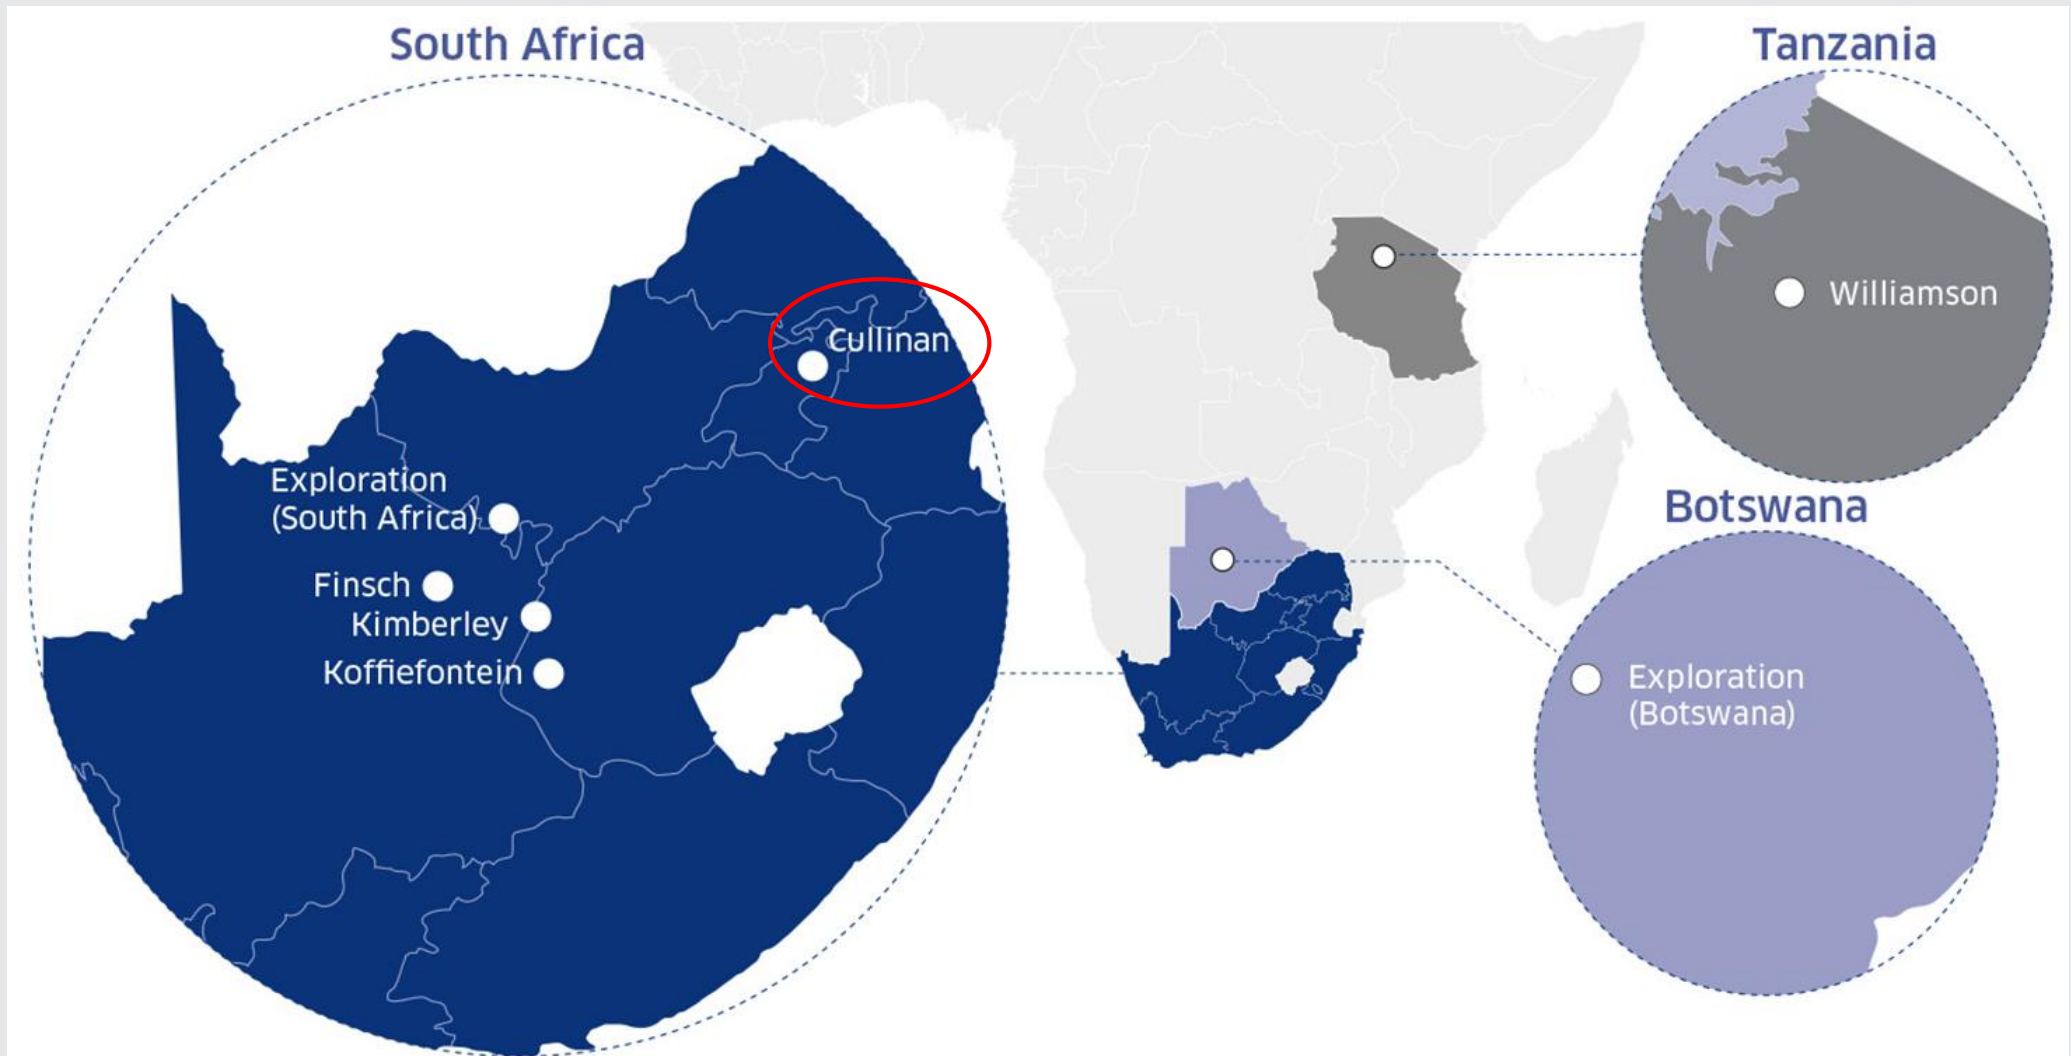 South Africa
Cullinan
Exploration
(South Africa)
Finsch
Kimberley
Koffiefontein
Tanzania
Williamson
Botswana
Exploration
(Botswana)